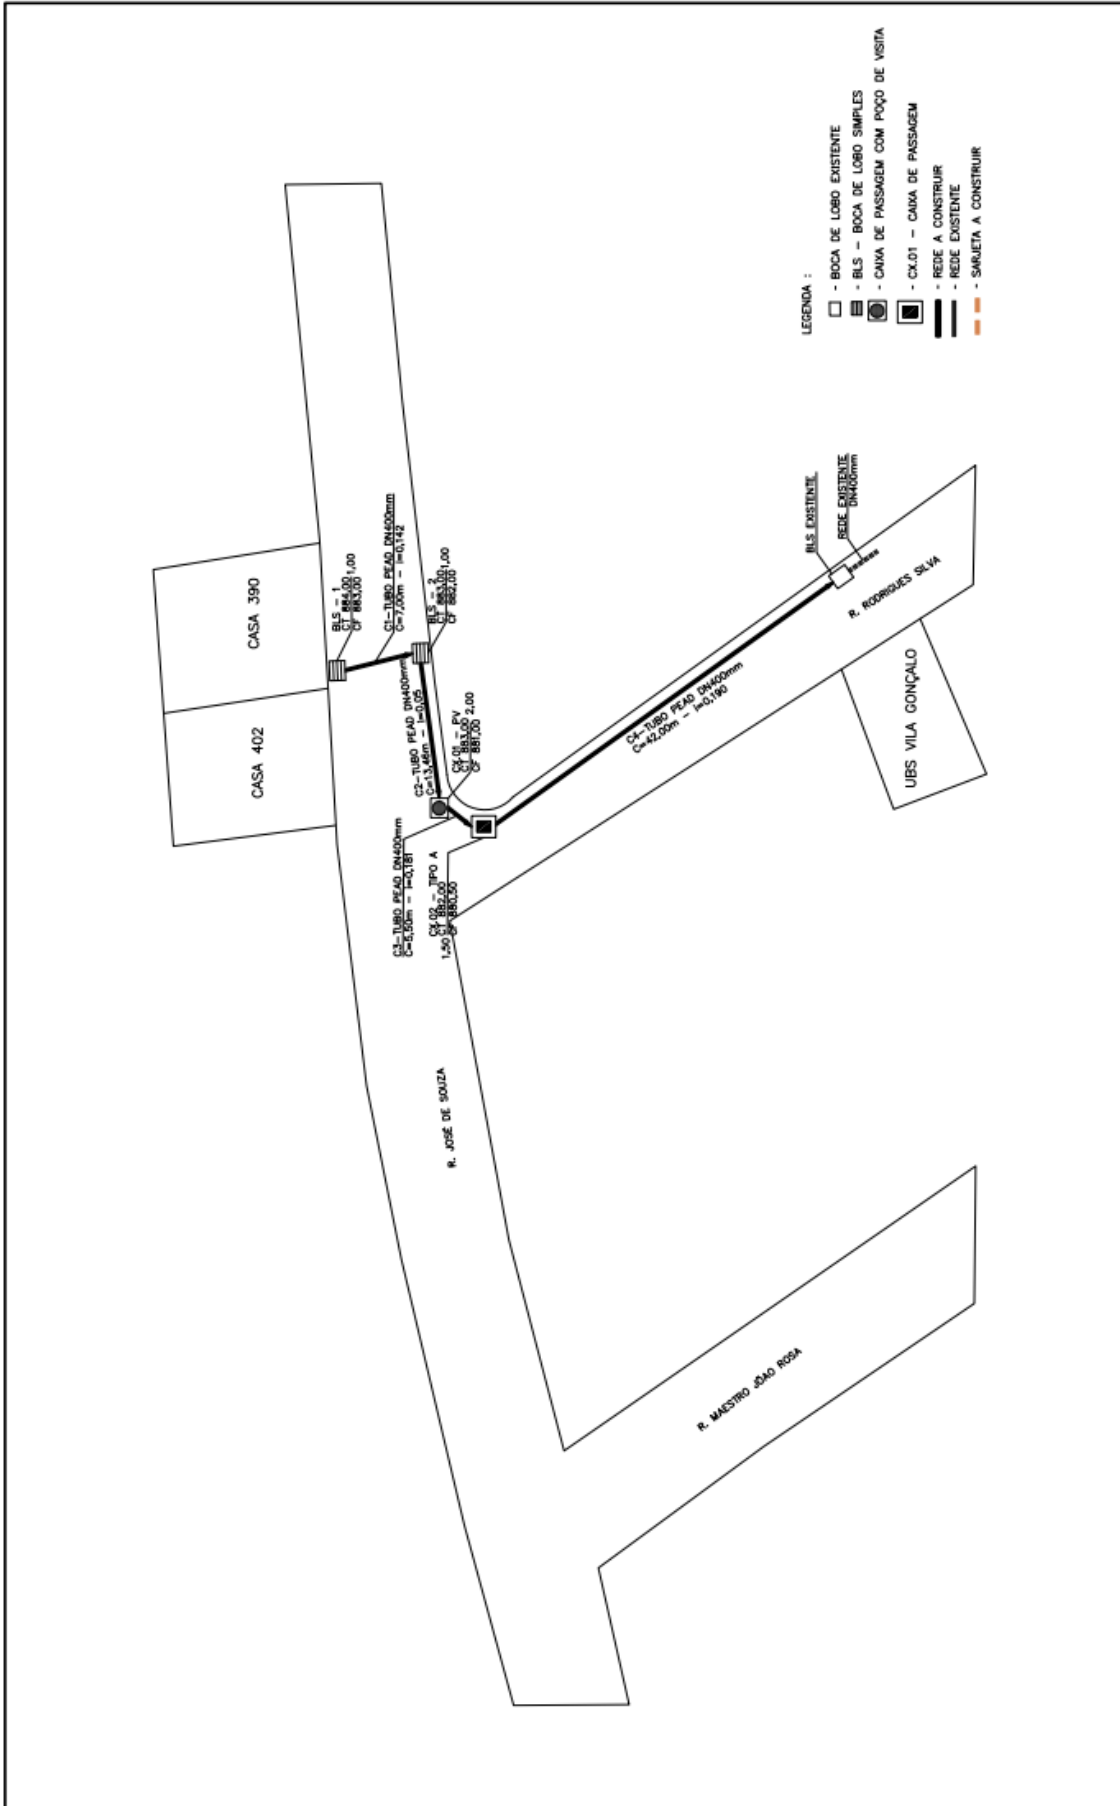 CASA 402
CASA 390
BLS - 1
CT 884,00 1,00
CF 883,00
C1-TUBO PEAD DN400mm
C=7,00m - i=0,142
BLS - 2
CT 883,00 1,00
CF 882,00
C2-TUBO PEAD DN400mm
C=13,46m - i=0,05
CX.01 - PV
CT 883,00 2,00
CF 881,00
C3-TUBO PEAD DN400mm
C=5,50m - i=0,181
CX.02 - TIPO A
CT 882,00
1,50 CF 880,50
C4-TUBO PEAD DN400mm
C=42,00m - i=0,190
BLS EXISTENTE
REDE EXISTENTE
DN400mm
R. RODRIGUES SILVA
UBS VILA GONÇALO
R. JOSÉ DE SOUZA
R. MAESTRO JOÃO ROSA
LEGENDA :
- BOCA DE LOBO EXISTENTE
- BLS - BOCA DE LOBO SIMPLES
- CAIXA DE PASSAGEM COM POÇO DE VISITA
- CX.01 - CAIXA DE PASSAGEM
- REDE A CONSTRUIR
- REDE EXISTENTE
- SARJETA A CONSTRUIR